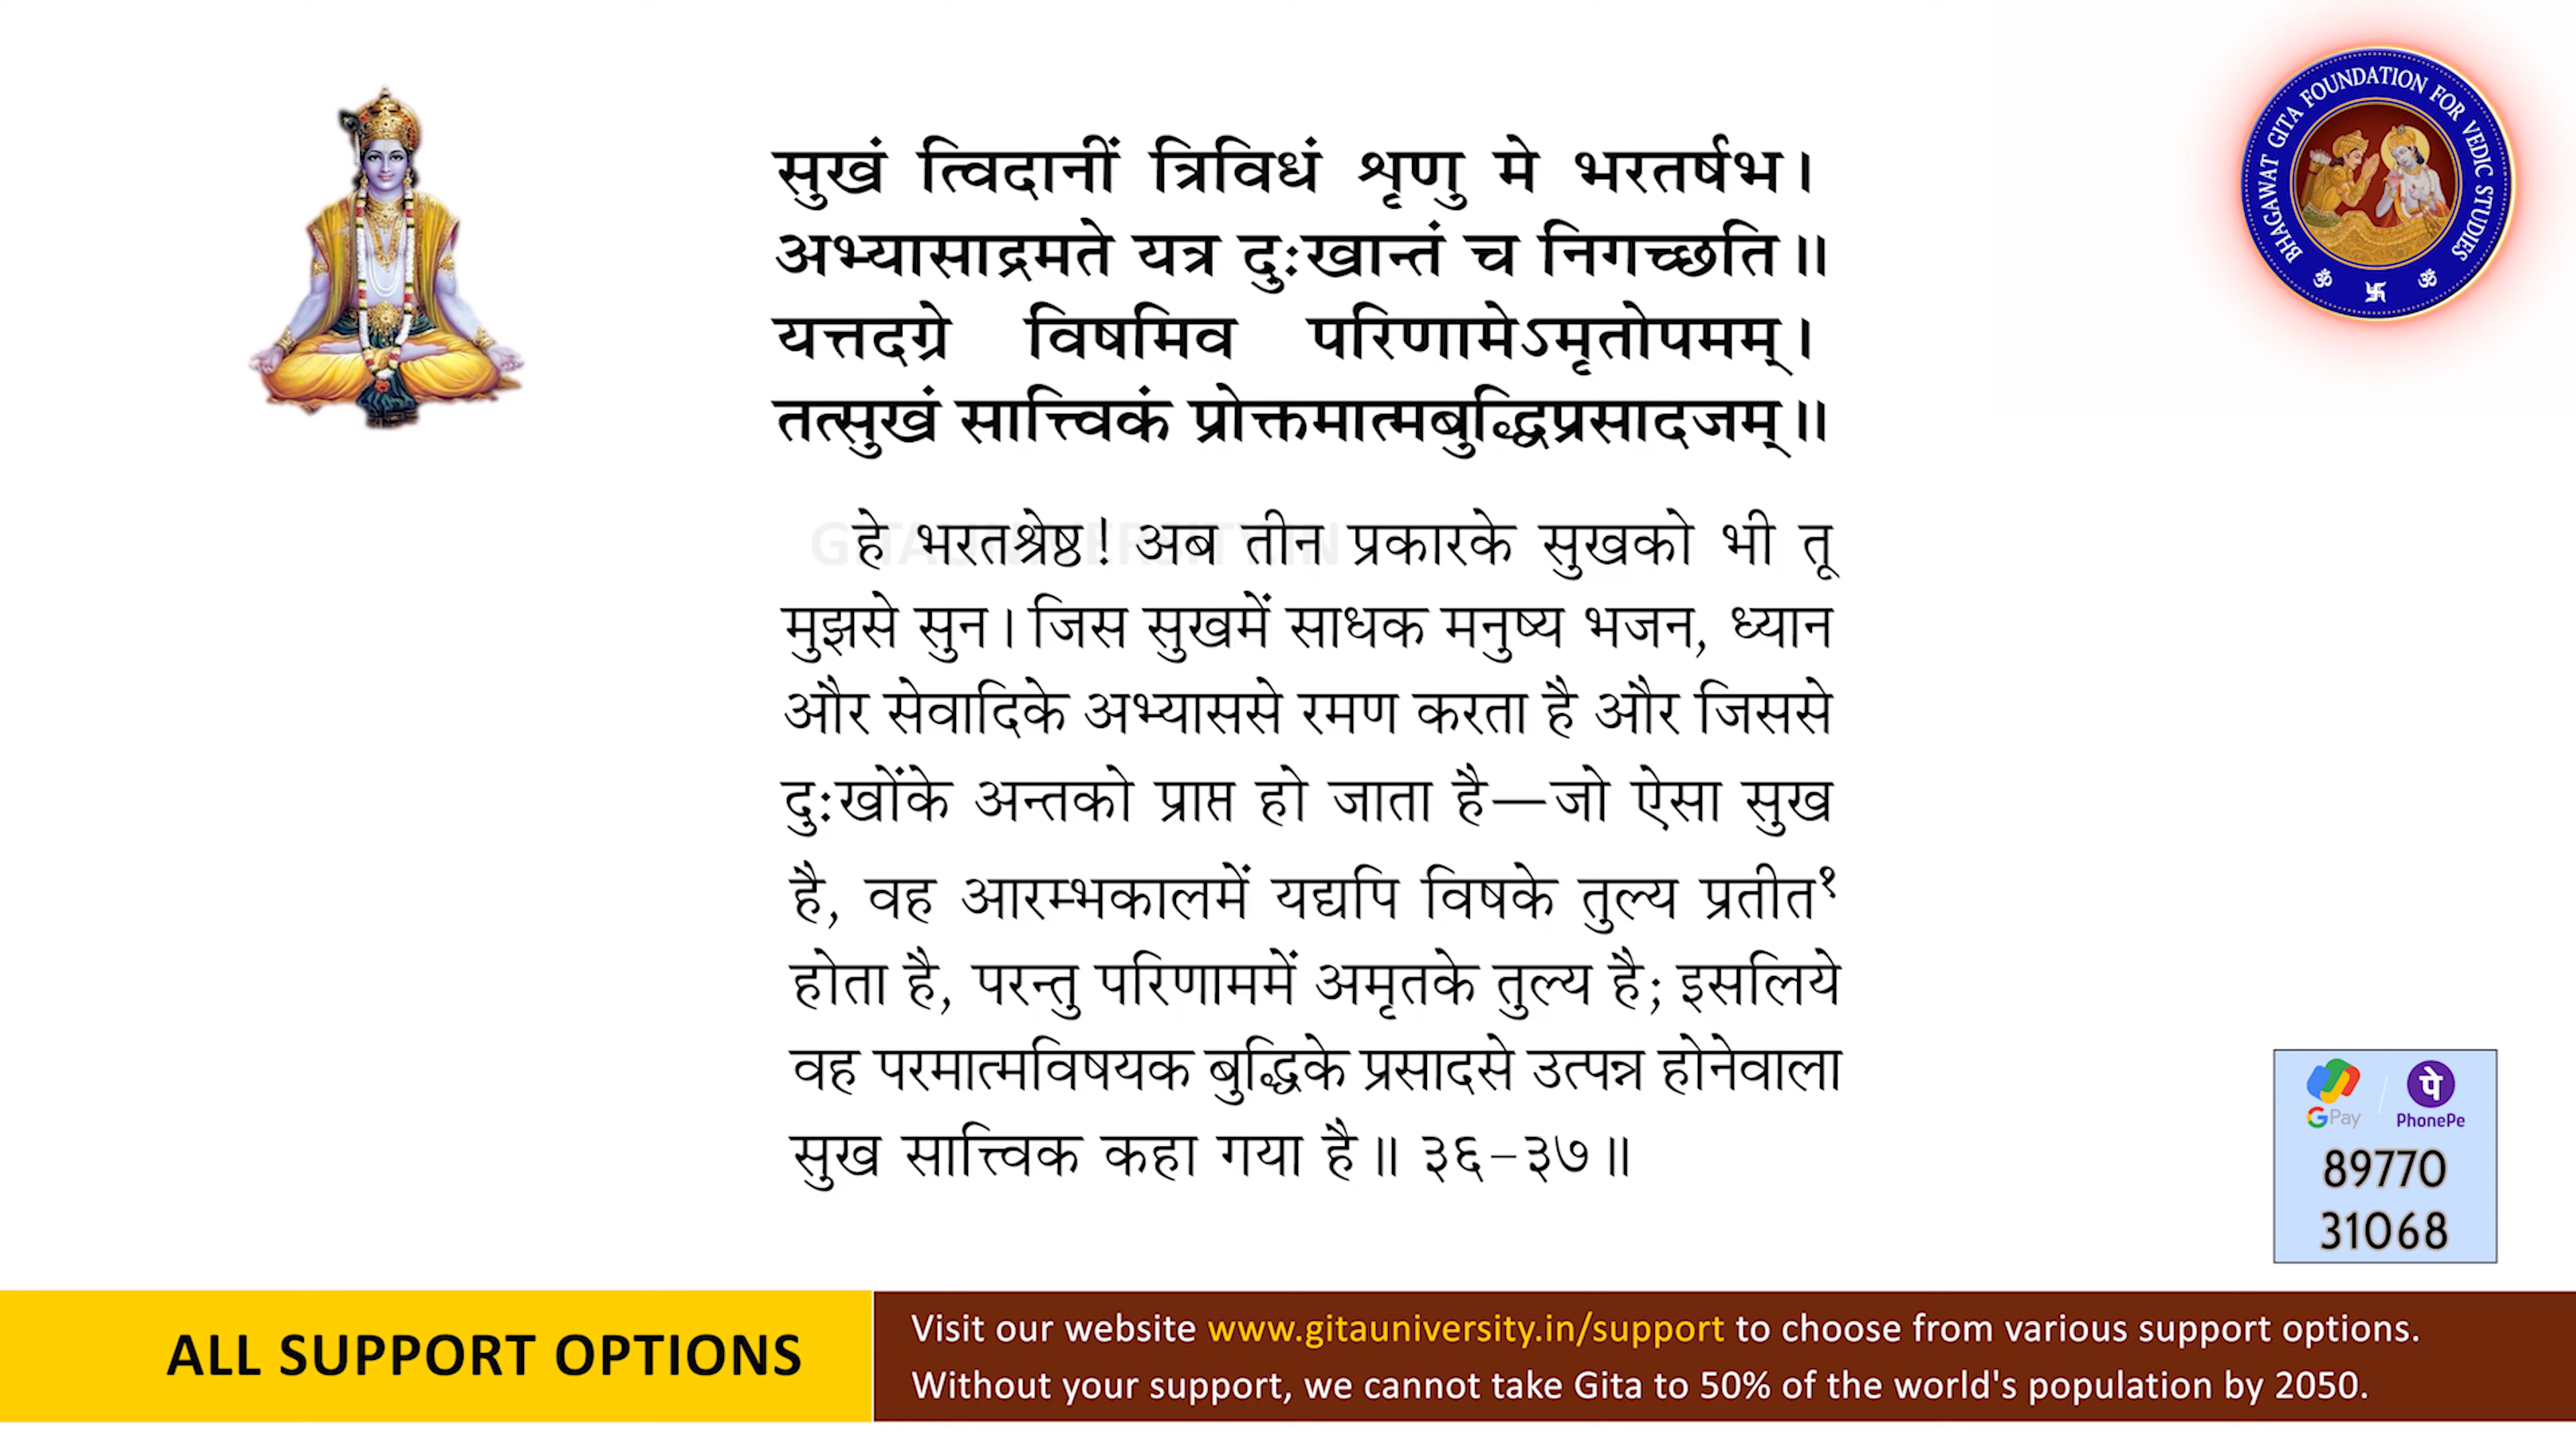 सुखं त्विदानीं त्रिविधं शृणु मे भरतर्षभ।
अभ्यासाद्रमते यत्र दुःखान्तं च निगच्छति॥
यत्तदग्रे विषमिव परिणामेऽमृतोपमम्।
तत्सुखं सात्त्विकं प्रोक्तमात्मबुद्धिप्रसादजम्॥
हे भरतश्रेष्ठ! अब तीन प्रकारके सुखको भी तू
मुझसे सुन। जिस सुखमें साधक मनुष्य भजन, ध्यान
और सेवादिके अभ्याससे रमण करता है और जिससे
दुःखोंके अन्तको प्राप्त हो जाता है—जो ऐसा सुख
है, वह आरम्भकालमें यद्यपि विषके तुल्य प्रतीत१
होता है, परन्तु परिणाममें अमृतके तुल्य है; इसलिये
वह परमात्मविषयक बुद्धिके प्रसादसे उत्पन्न होनेवाला
सुख सात्त्विक कहा गया है॥ ३६-३७॥
GITAUNIVERSITY.IN
BHAGAWAT GITA FOUNDATION FOR VEDIC STUDIES
ॐ 卐 ॐ
G Pay / पे PhonePe
89770
31068
ALL SUPPORT OPTIONS
Visit our website www.gitauniversity.in/support to choose from various support options.
Without your support, we cannot take Gita to 50% of the world's population by 2050.